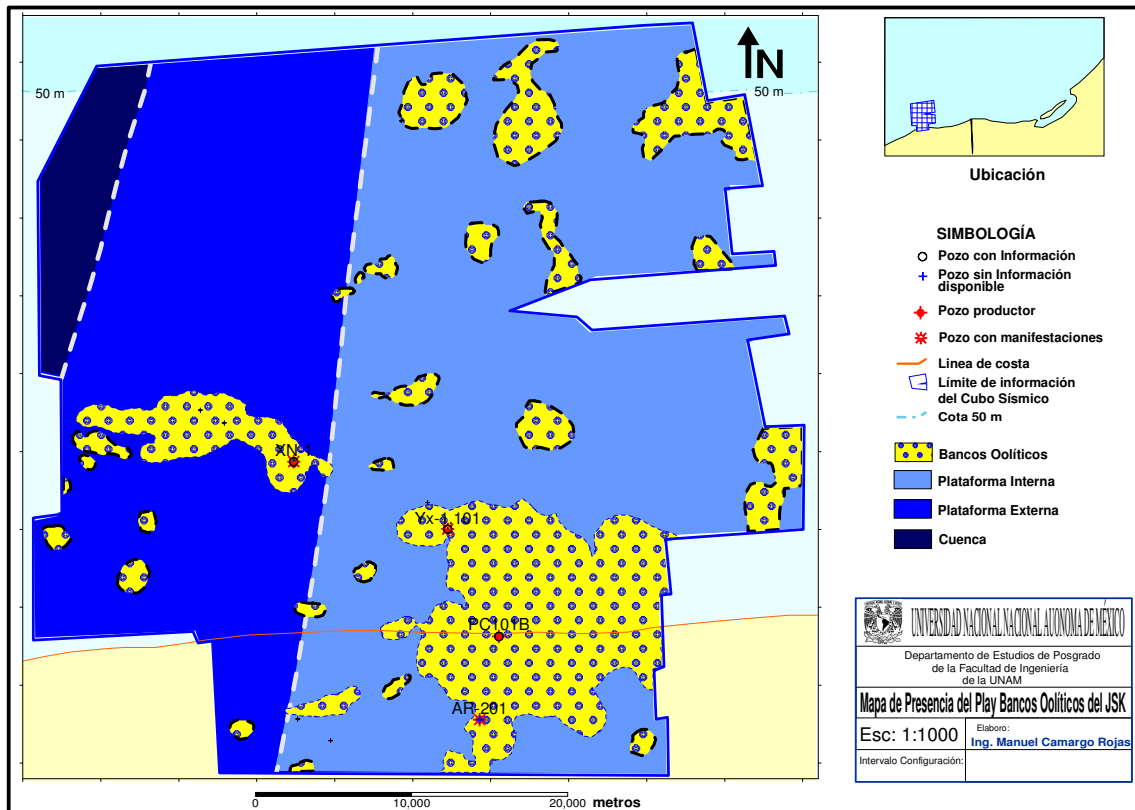 N
50 m
50 m
XN-1
Yx-1,101
PC101B
AR-201
0
10,000
20,000
metros
Ubicación
SIMBOLOGÍA
Pozo con Información
Pozo sin Información
disponible
Pozo productor
Pozo con manifestaciones
Linea de costa
Límite de información
del Cubo Sísmico
Cota 50 m
Bancos Oolíticos
Plataforma Interna
Plataforma Externa
Cuenca
UNIVERSIDAD NACIONAL NACIONAL AUTONOMA DE MÉXICO
Departamento de Estudios de Posgrado
de la Facultad de Ingeniería
de la UNAM
Mapa de Presencia del Play Bancos Oolíticos del JSK
Esc: 1:1000
Elaboro:
Ing. Manuel Camargo Rojas
Intervalo Configuración: